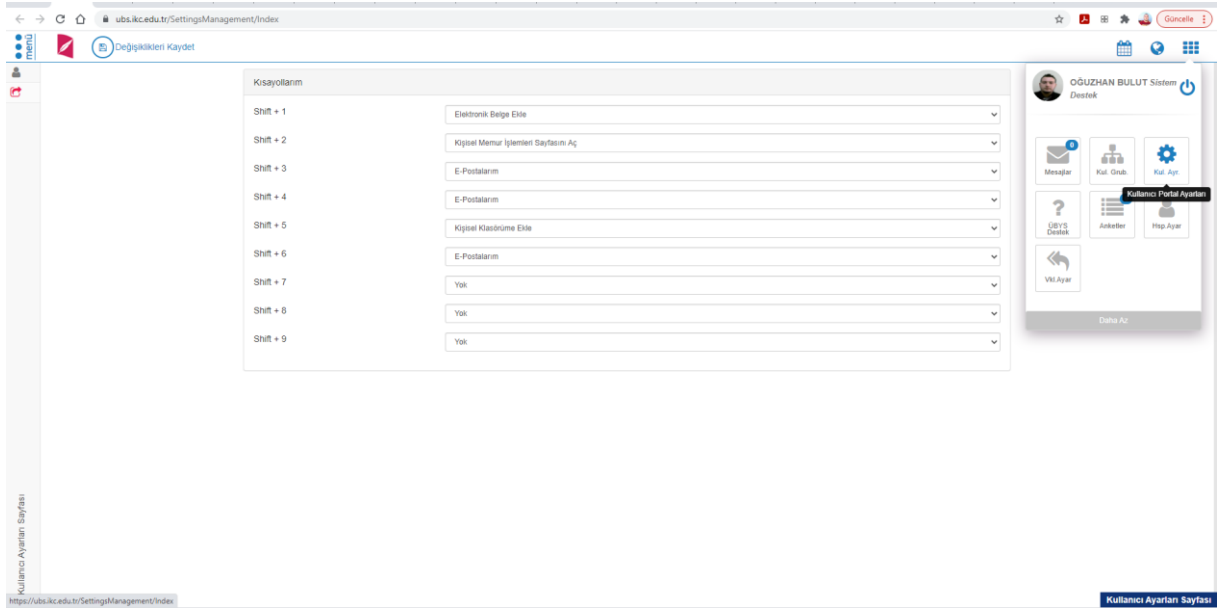 ubs.ikc.edu.tr/SettingsManagement/Index
Güncelle
menü
Değişiklikleri Kaydet
Kısayollarım
Shift + 1
Elektronik Belge Ekle
Shift + 2
Kişisel Memur İşlemleri Sayfasını Aç
Shift + 3
E-Postalarım
Shift + 4
E-Postalarım
Shift + 5
Kişisel Klasörüme Ekle
Shift + 6
E-Postalarım
Shift + 7
Yok
Shift + 8
Yok
Shift + 9
Yok
OĞUZHAN BULUT Sistem
Destek
0
Mesajlar
Kul. Grub.
Kul. Ayr.
Kullanıcı Portal Ayarları
?
ÜBYS
Destek
Anketler
Hsp Ayar
Vkl.Ayar
Daha Az
Kullanıcı Ayarları Sayfası
https://ubs.ikc.edu.tr/SettingsManagement/Index
Kullanıcı Ayarları Sayfası